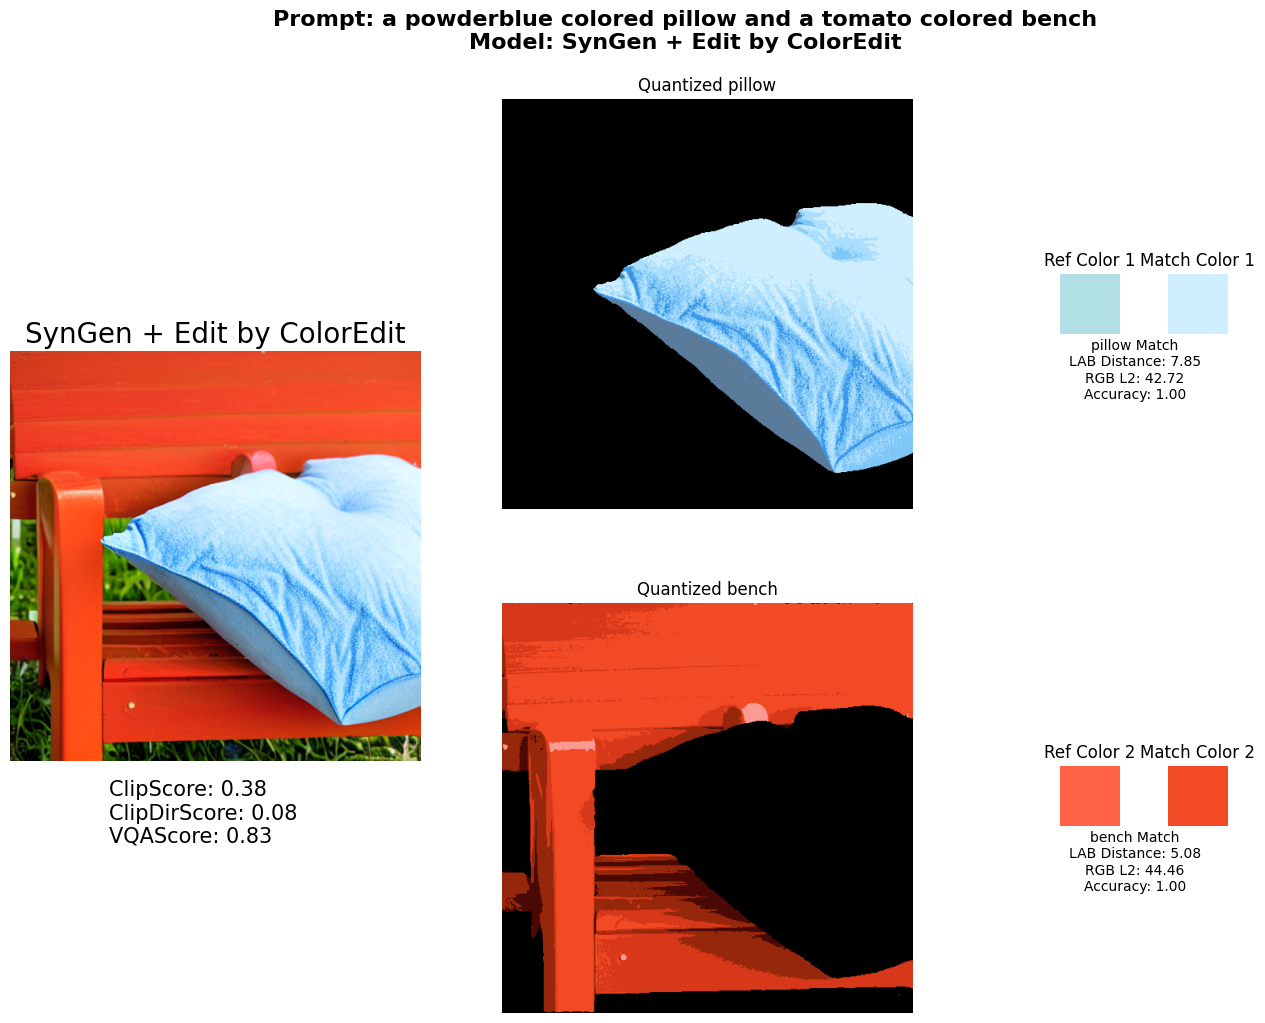 Prompt: a powderblue colored pillow and a tomato colored bench
Model: SynGen + Edit by ColorEdit
Quantized pillow
Ref Color 1 Match Color 1
pillow Match
LAB Distance: 7.85
RGB L2: 42.72
Accuracy: 1.00
SynGen + Edit by ColorEdit
ClipScore: 0.38
ClipDirScore: 0.08
VQAScore: 0.83
Quantized bench
Ref Color 2 Match Color 2
bench Match
LAB Distance: 5.08
RGB L2: 44.46
Accuracy: 1.00